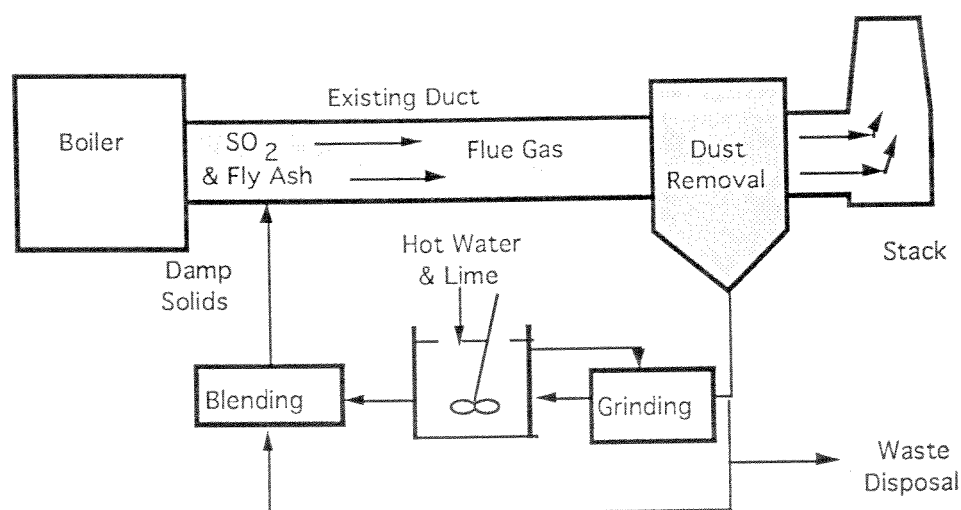 Existing Duct
Boiler
SO2
& Fly Ash
Flue Gas
Dust
Removal
Stack
Hot Water
& Lime
Damp
Solids
Blending
Grinding
Waste
Disposal